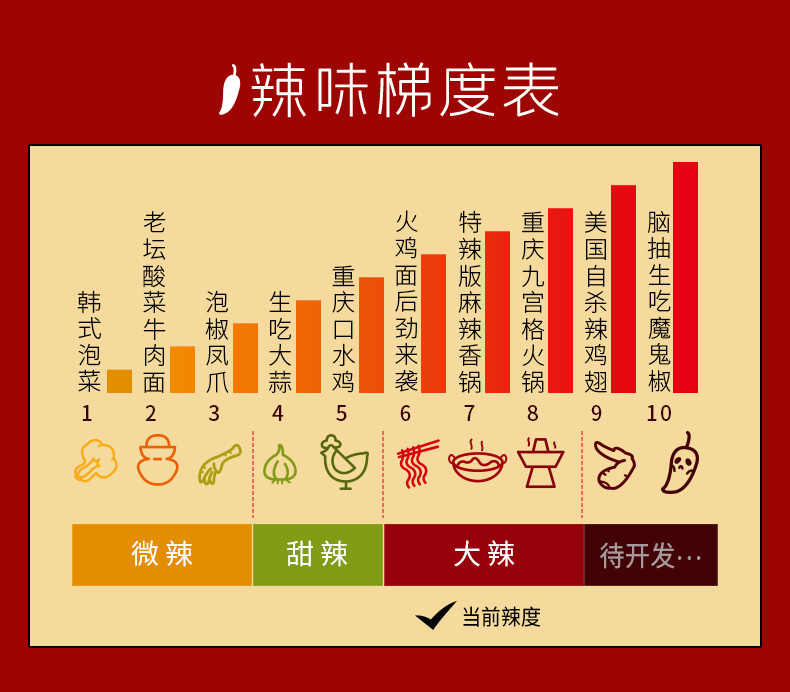 辣味梯度表
韩式泡菜
老坛酸菜牛肉面
泡椒凤爪
生吃大蒜
重庆口水鸡
火鸡面后劲来袭
特辣版麻辣香锅
重庆九宫格火锅
美国自杀辣鸡翅
脑抽生吃魔鬼椒
1 2 3 4 5 6 7 8 9 10
微辣 甜辣 大辣 待开发…
当前辣度